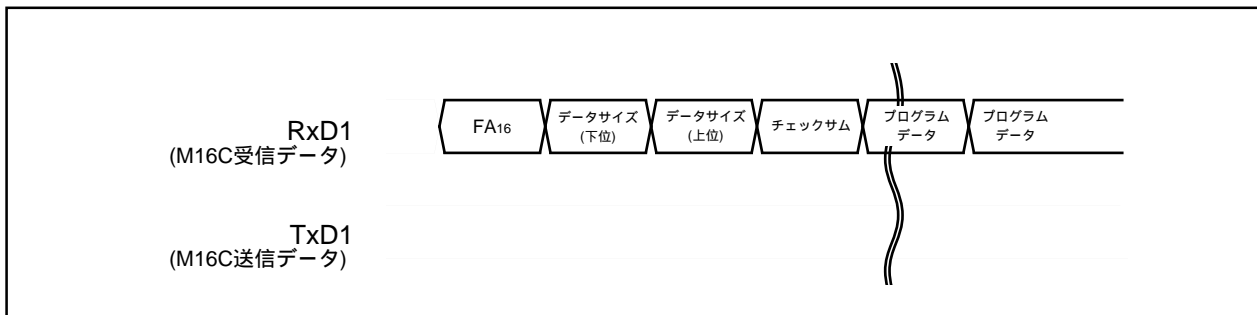 RxD1
(M16C受信データ)
FA16
データサイズ
(下位)
データサイズ
(上位)
チェックサム
プログラム
データ
プログラム
データ
TxD1
(M16C送信データ)